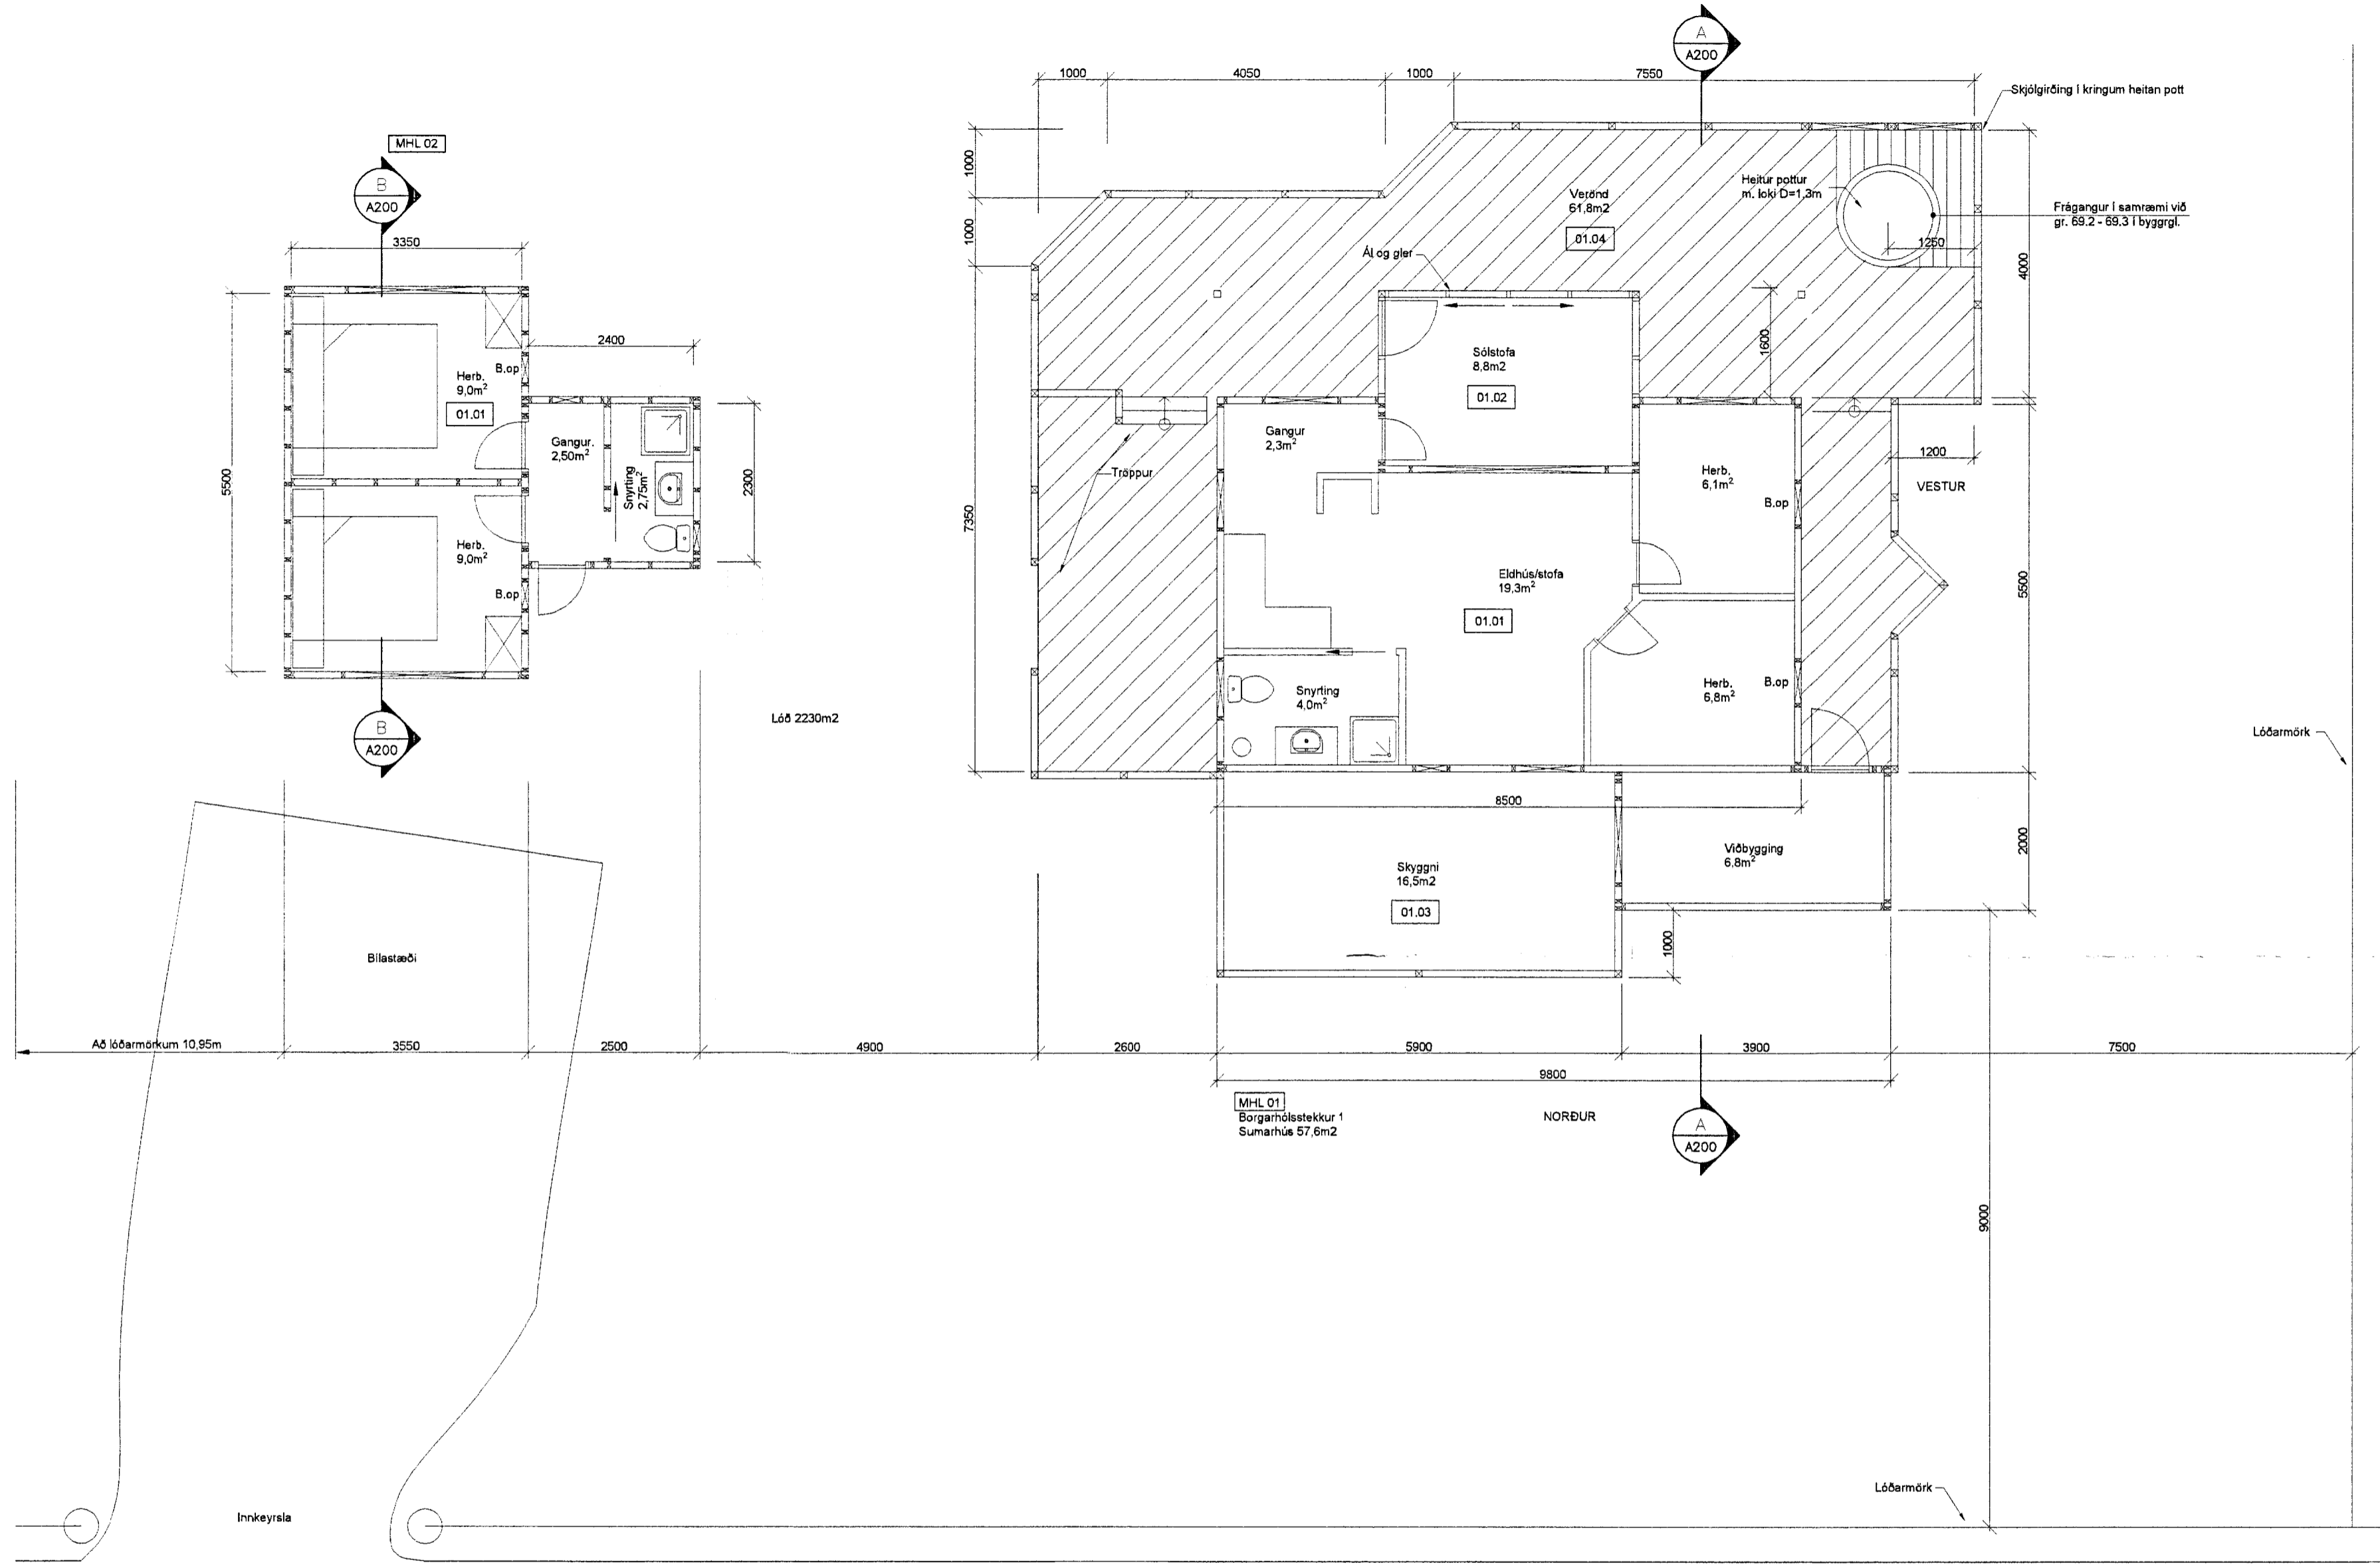 A
A200
1000
4050
1000
7550
Skjólgirðing í kringum heitan pott
MHL 02
B
A200
3350
1000
1000
Verönd
61,8m2
01.04
Heitur pottur
m. loki D=1,3m
Frágangur í samræmi við
gr. 69.2 - 69.3 í byggrgl.
1250
4000
Ál og gler
1600
2400
Herb.
9,0m²
01.01
B.op
Sólstofa
8,8m2
01.02
Gangur.
2,50m²
Snyrting
2,75m²
2300
5500
Gangur
2,3m²
Tröppur
Herb.
6,1m²
B.op
1200
VESTUR
7350
Herb.
9,0m²
B.op
Eldhús/stofa
19,3m²
01.01
5500
Snyrting
4,0m²
Herb.
6,8m²
B.op
B
A200
Lóð 2230m2
Lóðarmörk
8500
Skyggni
16,5m2
01.03
Viðbygging
6,8m²
2000
1000
Bílastæði
Að lóðarmörkum 10,95m
3550
2500
4900
2600
5900
3900
7500
9800
MHL 01
Borgarhólsstekkur 1
Sumarhús 57,6m2
NORÐUR
A
A200
9000
Lóðarmörk
Innkeyrsla